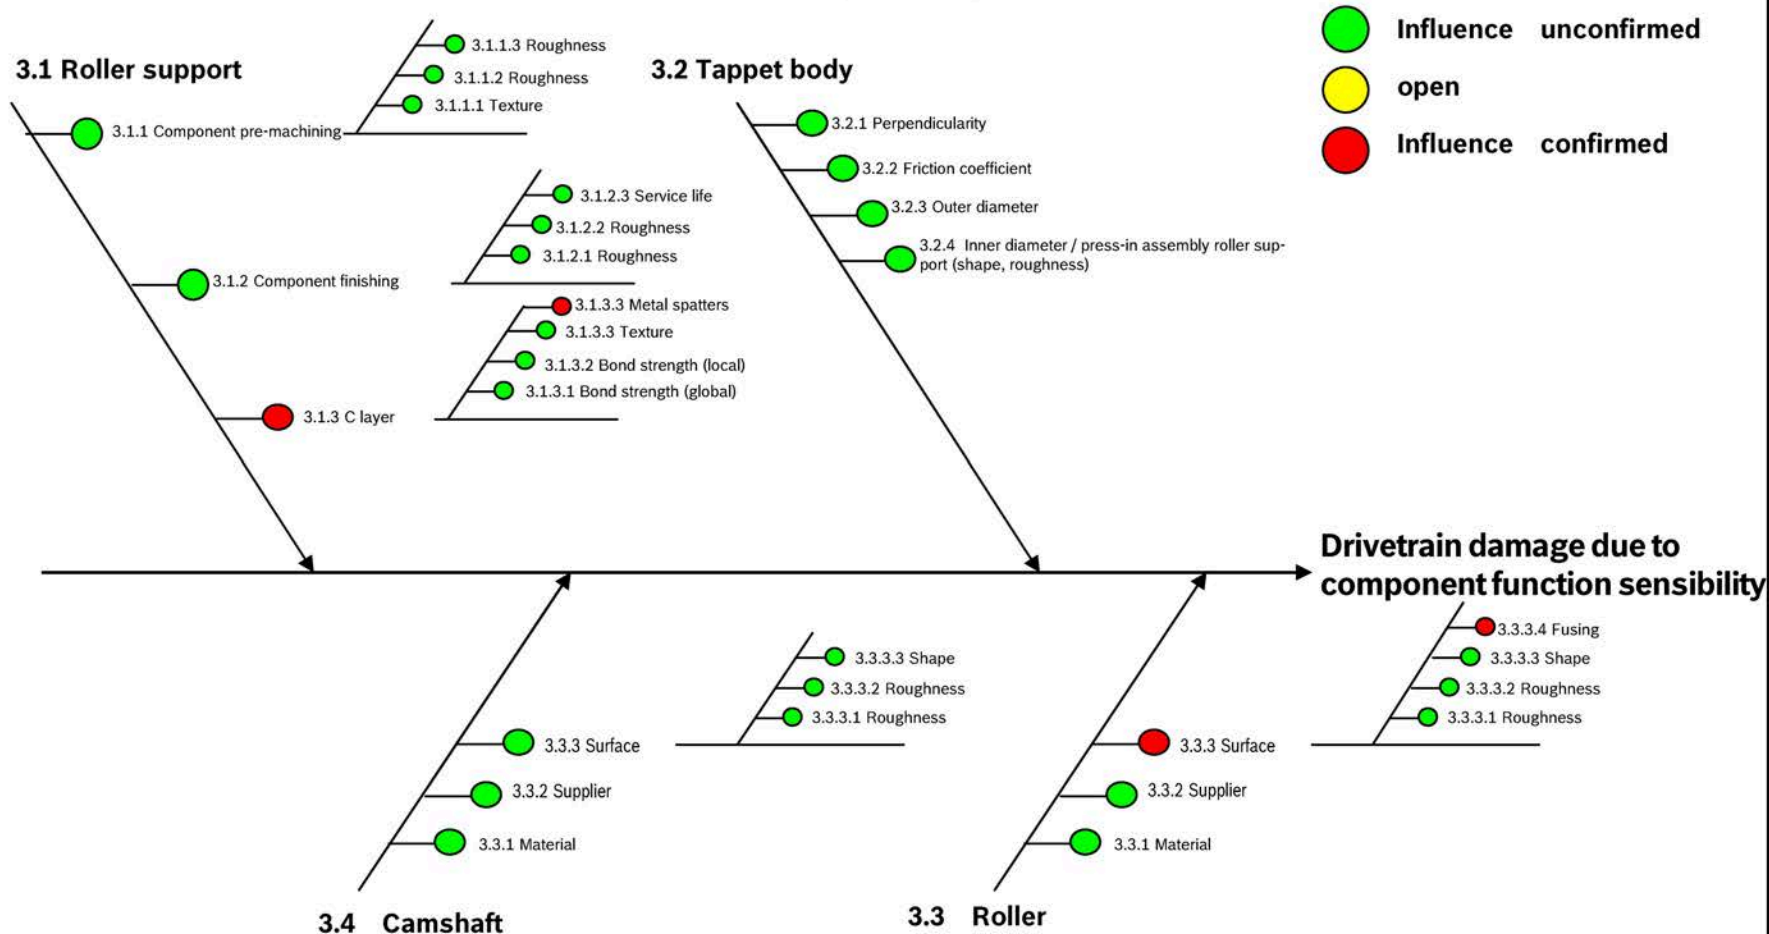 3.1 Roller support
3.1.1.3 Roughness
3.1.1.2 Roughness
3.1.1.1 Texture
3.1.1 Component pre-machining
3.1.2.3 Service life
3.1.2.2 Roughness
3.1.2.1 Roughness
3.1.2 Component finishing
3.1.3.3 Metal spatters
3.1.3.3 Texture
3.1.3.2 Bond strength (local)
3.1.3.1 Bond strength (global)
3.1.3 C layer
3.2 Tappet body
3.2.1 Perpendicularity
3.2.2 Friction coefficient
3.2.3 Outer diameter
3.2.4 Inner diameter / press-in assembly roller sup-
port (shape, roughness)
Influence unconfirmed
open
Influence confirmed
Drivetrain damage due to
component function sensibility
3.3.3.3 Shape
3.3.3.2 Roughness
3.3.3.1 Roughness
3.3.3 Surface
3.3.2 Supplier
3.3.1 Material
3.4 Camshaft
3.3.3.4 Fusing
3.3.3.3 Shape
3.3.3.2 Roughness
3.3.3.1 Roughness
3.3.3 Surface
3.3.2 Supplier
3.3.1 Material
3.3 Roller